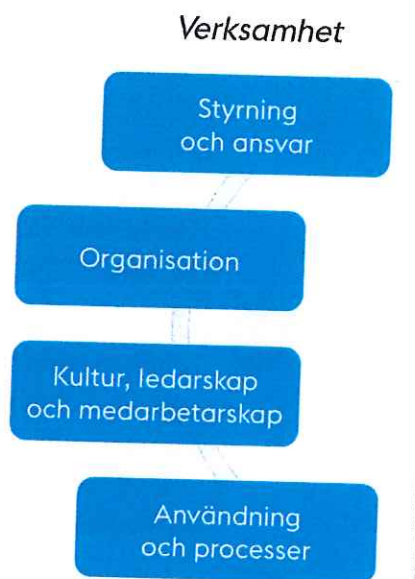 Verksamhet
Styrning
och ansvar
Organisation
Kultur, ledarskap
och medarbetarskap
Användning
och processer